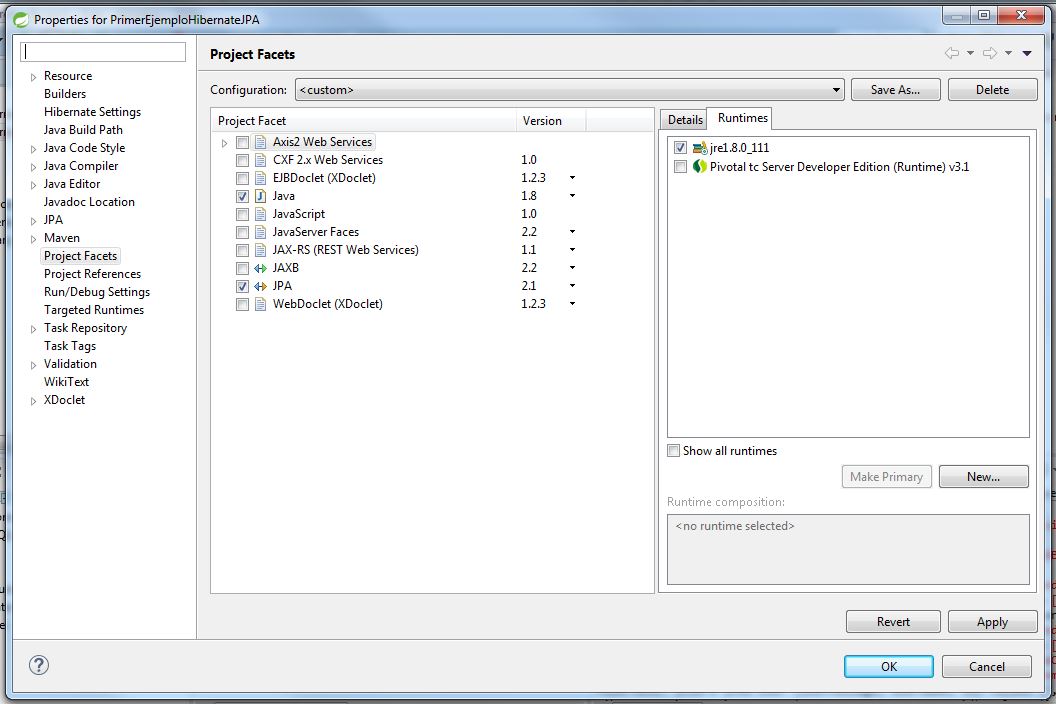 Properties for PrimerEjemploHibernateJPA
Resource
Builders
Hibernate Settings
Java Build Path
Java Code Style
Java Compiler
Java Editor
Javadoc Location
JPA
Maven
Project Facets
Project References
Run/Debug Settings
Targeted Runtimes
Task Repository
Task Tags
Validation
WikiText
XDoclet
Project Facets
Configuration: <custom> Save As... Delete
Project Facet Version
Axis2 Web Services
CXF 2.x Web Services 1.0
EJBDoclet (XDoclet) 1.2.3
Java 1.8
JavaScript 1.0
JavaServer Faces 2.2
JAX-RS (REST Web Services) 1.1
JAXB 2.2
JPA 2.1
WebDoclet (XDoclet) 1.2.3
Details Runtimes
jre1.8.0_111
Pivotal tc Server Developer Edition (Runtime) v3.1
Show all runtimes
Make Primary New...
Runtime composition:
<no runtime selected>
Revert Apply
? OK Cancel